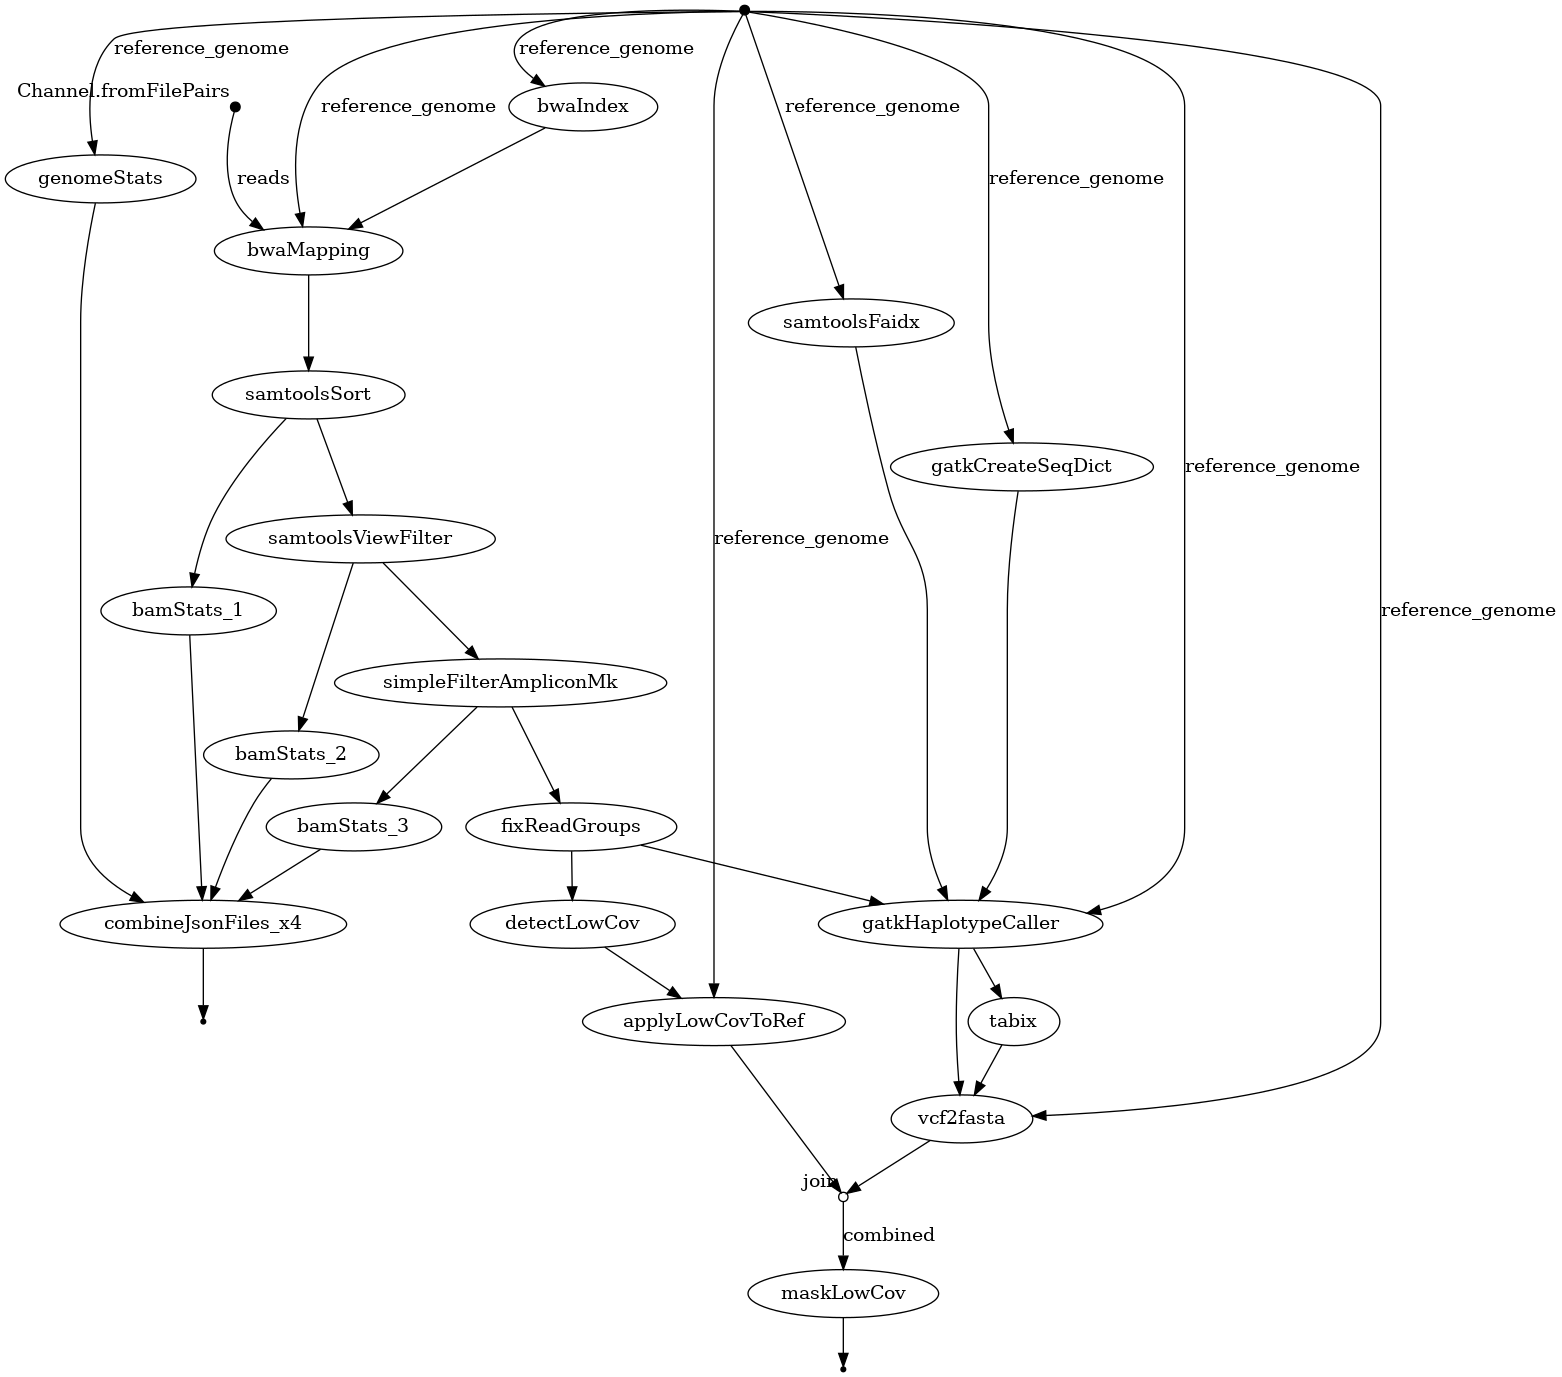 reference_genome
reference_genome
Channel.fromFilePairs
reference_genome
bwaIndex
reference_genome
genomeStats
reads
reference_genome
bwaMapping
samtoolsFaidx
samtoolsSort
gatkCreateSeqDict
reference_genome
samtoolsViewFilter
reference_genome
bamStats_1
reference_genome
simpleFilterAmpliconMk
bamStats_2
bamStats_3
fixReadGroups
combineJsonFiles_x4
detectLowCov
gatkHaplotypeCaller
applyLowCovToRef
tabix
vcf2fasta
join
combined
maskLowCov